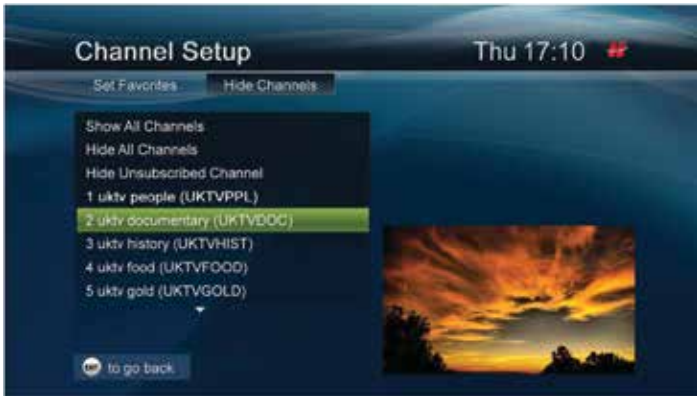 Channel Setup
Thu 17:10
Set Favorites
Hide Channels
Show All Channels
Hide All Channels
Hide Unsubscribed Channel
1 uktv people (UKTVPPL)
2 uktv documentary (UKTVDOC)
3 uktv history (UKTVHIST)
4 uktv food (UKTVFOOD)
5 uktv gold (UKTVGOLD)
to go back